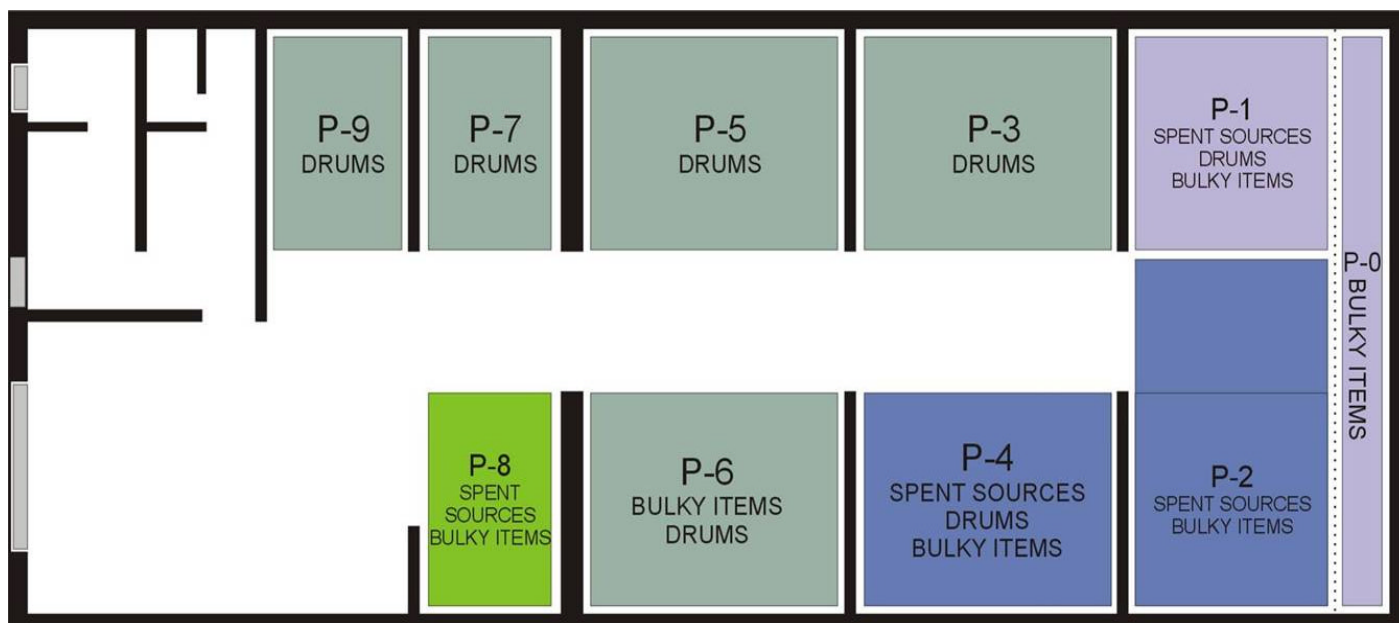 P-9
DRUMS
P-7
DRUMS
P-5
DRUMS
P-3
DRUMS
P-1
SPENT SOURCES
DRUMS
BULKY ITEMS
P-0
BULKY ITEMS
P-8
SPENT
SOURCES
BULKY ITEMS
P-6
BULKY ITEMS
DRUMS
P-4
SPENT SOURCES
DRUMS
BULKY ITEMS
P-2
SPENT SOURCES
BULKY ITEMS